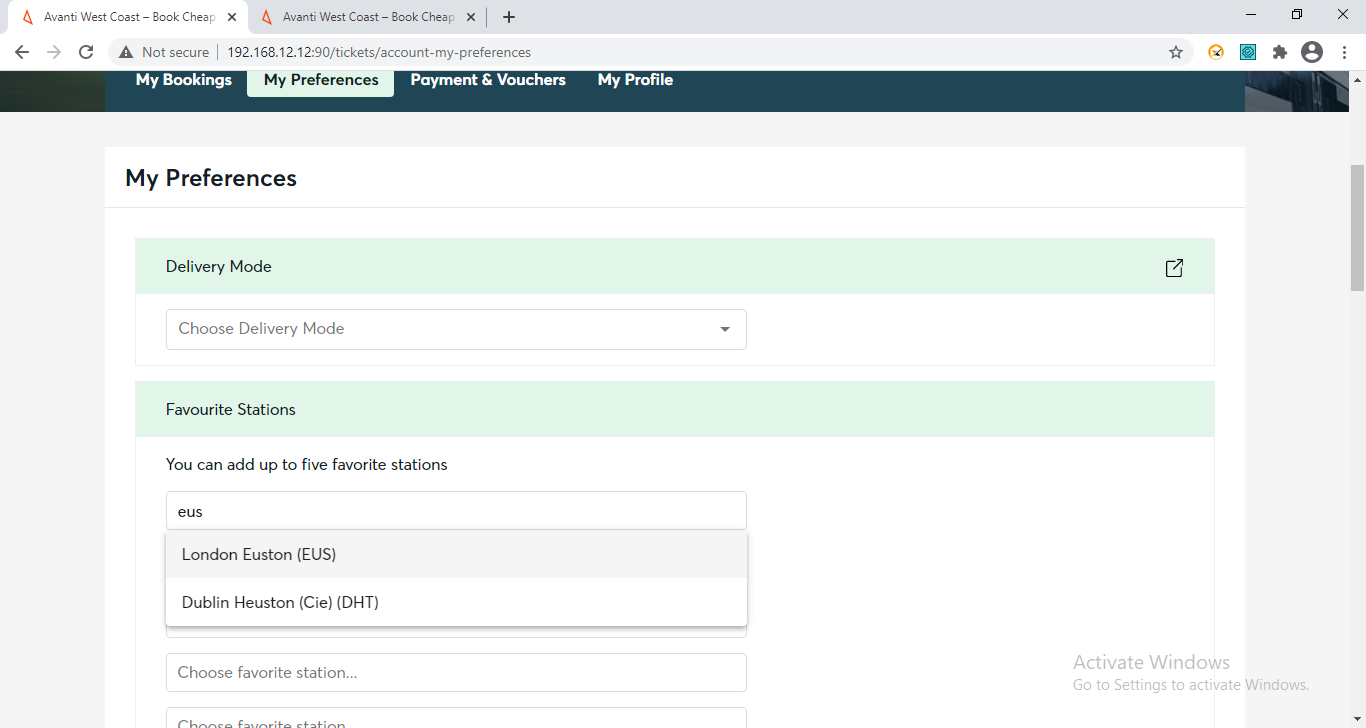 Avanti West Coast – Book Cheap
Avanti West Coast – Book Cheap
Not secure
192.168.12.12:90/tickets/account-my-preferences
My Bookings
My Preferences
Payment & Vouchers
My Profile
My Preferences
Delivery Mode
Choose Delivery Mode
Favourite Stations
You can add up to five favorite stations
eus
London Euston (EUS)
Dublin Heuston (Cie) (DHT)
Choose favorite station...
Choose favorite station
Activate Windows
Go to Settings to activate Windows.